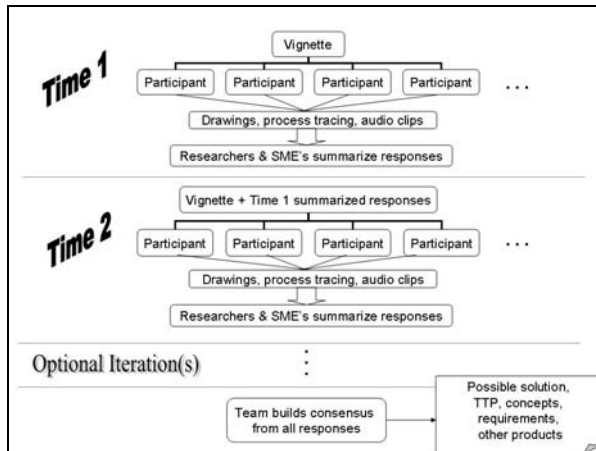 Time 1
Vignette
Participant Participant Participant Participant ...
Drawings, process tracing, audio clips
Researchers & SME's summarize responses
Time 2
Vignette + Time 1 summarized responses
Participant Participant Participant Participant ...
Drawings, process tracing, audio clips
Researchers & SME's summarize responses
Optional Iteration(s)
Team builds consensus
from all responses
Possible solution,
TTP, concepts,
requirements,
other products